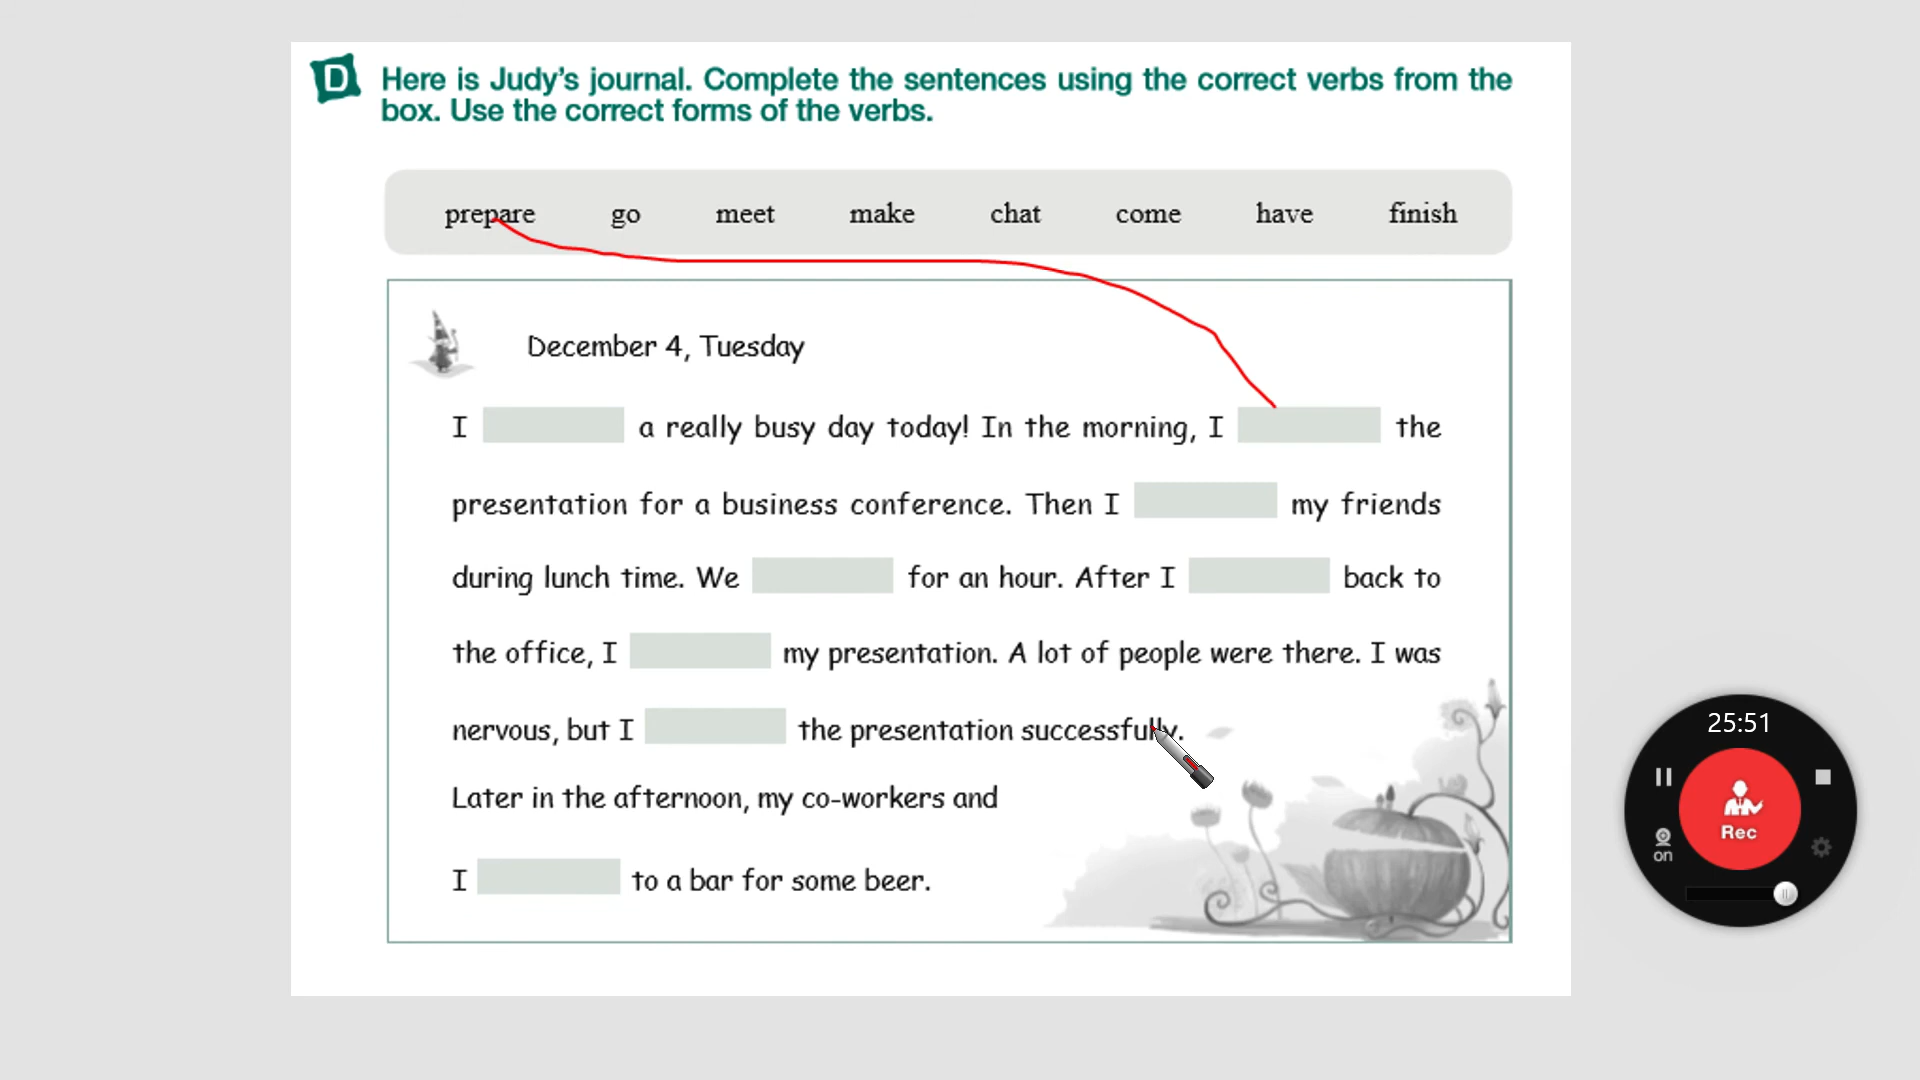 D Here is Judy's journal. Complete the sentences using the correct verbs from the
box. Use the correct forms of the verbs.
prepare go meet make chat come have finish
December 4, Tuesday
I a really busy day today! In the morning, I the
presentation for a business conference. Then I my friends
during lunch time. We for an hour. After I back to
the office, I my presentation. A lot of people were there. I was
nervous, but I the presentation successfully.
Later in the afternoon, my co-workers and
I to a bar for some beer.
25:51
Rec
on